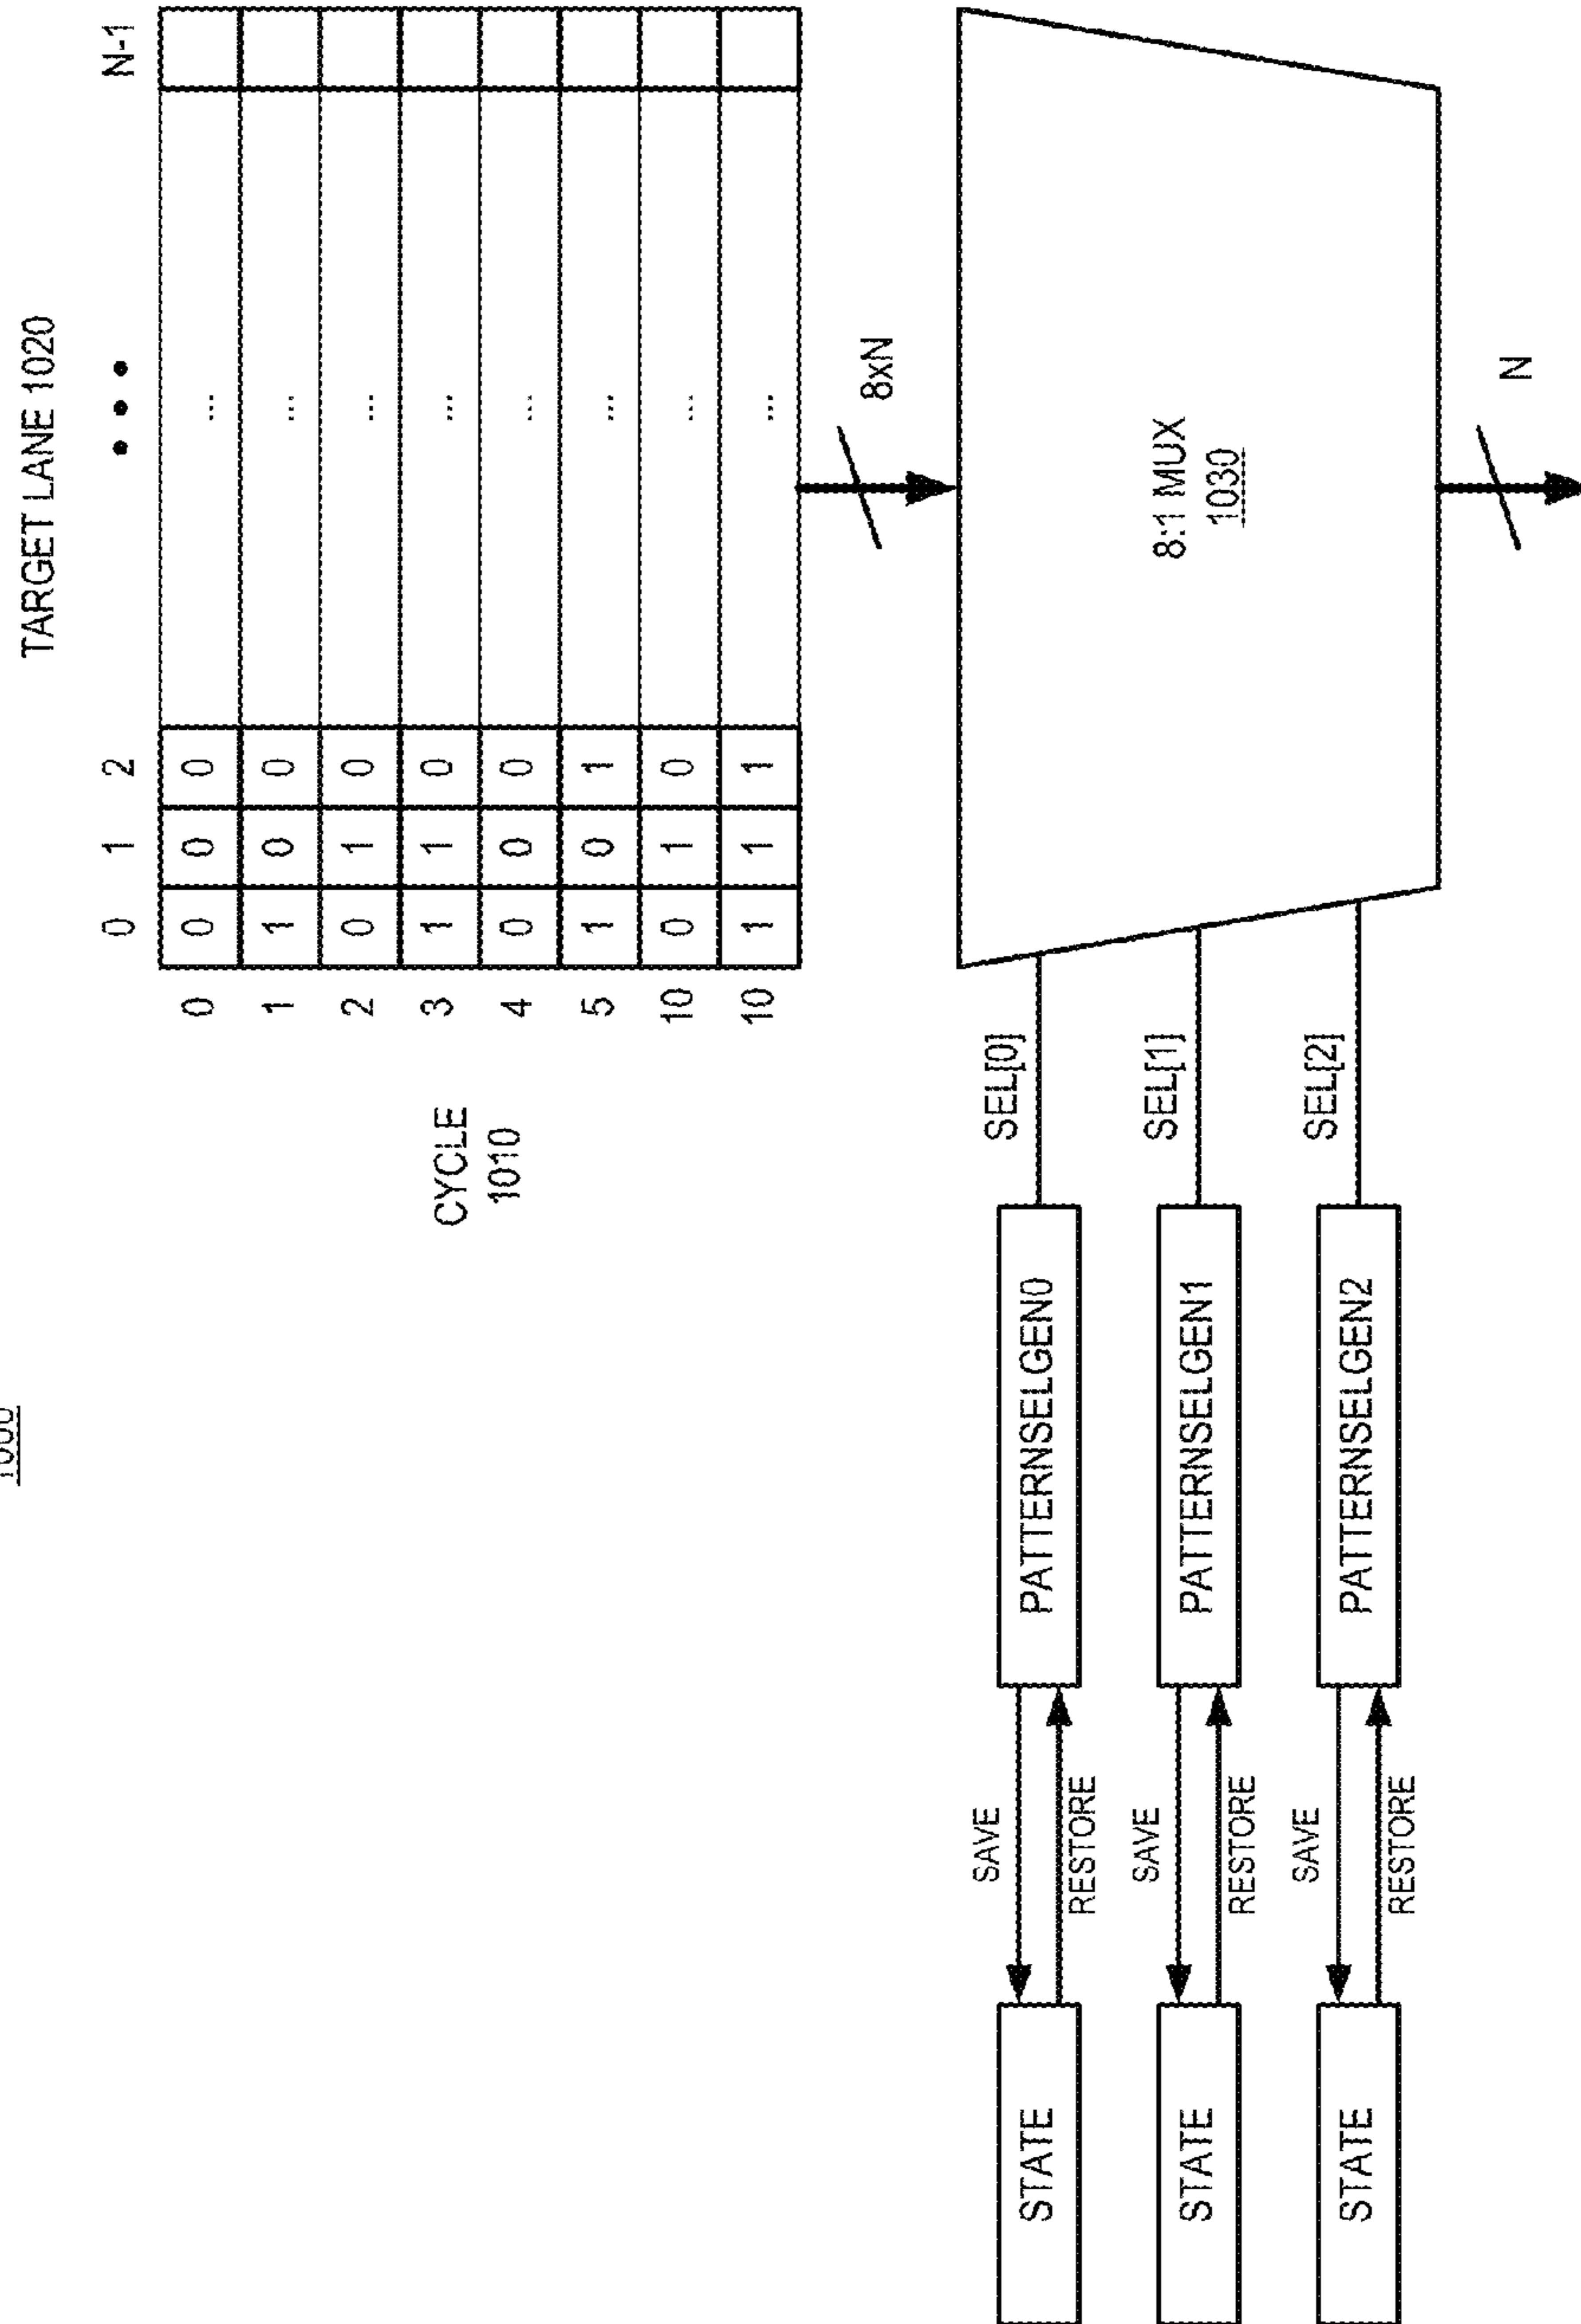 1000
TARGET LANE 1020
0 1 2 • • • N-1
0 0 0 0 ...
1 1 0 0 ...
2 0 1 0 ...
3 1 1 0 ...
4 0 0 0 ...
5 1 0 1 ...
10 0 1 0 ...
10 1 1 1 ...
CYCLE
1010
8xN
STATE
SAVE
RESTORE
PATTERNSELGEN0
SEL[0]
STATE
SAVE
RESTORE
PATTERNSELGEN1
SEL[1]
STATE
SAVE
RESTORE
PATTERNSELGEN2
SEL[2]
8:1 MUX
1030
N